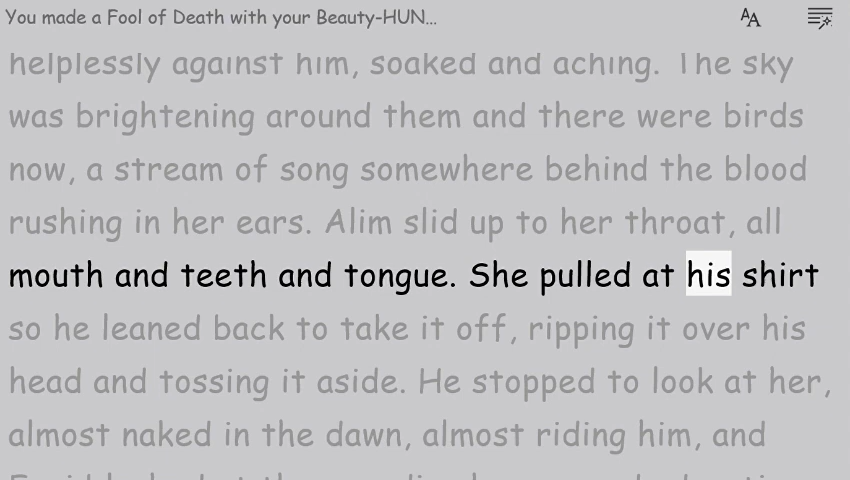 You made a Fool of Death with your Beauty-HUN...
helplessly against him, soaked and aching. The sky
was brightening around them and there were birds
now, a stream of song somewhere behind the blood
rushing in her ears. Alim slid up to her throat, all
mouth and teeth and tongue. She pulled at his shirt
so he leaned back to take it off, ripping it over his
head and tossing it aside. He stopped to look at her,
almost naked in the dawn, almost riding him, and